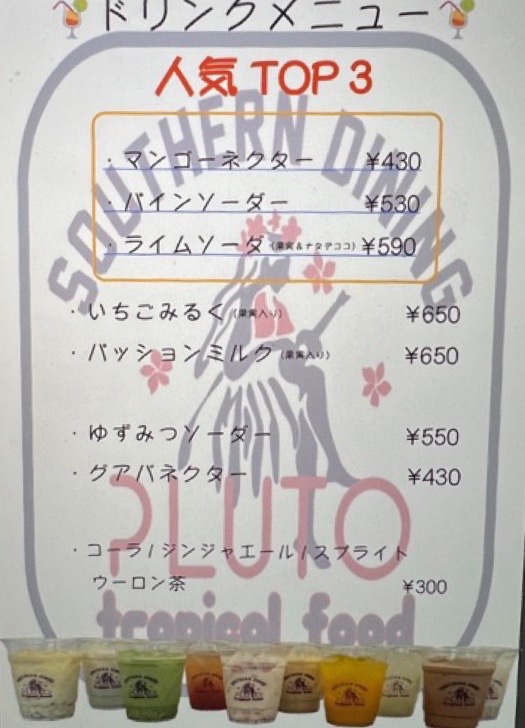 ドリンクメニュー
人気 TOP 3
・マンゴーネクター ¥430
・パインソーダー ¥530
・ライムソーダ (果実&ナタデココ) ¥590
・いちごみるく (果実入り) ¥650
・パッションミルク (果実入り) ¥650
・ゆずみつソーダー ¥550
・グアバネクター ¥430
・コーラ / ジンジャエール / スプライト
ウーロン茶 ¥300
SOUTHERN DINING
PLUTO
tropical food